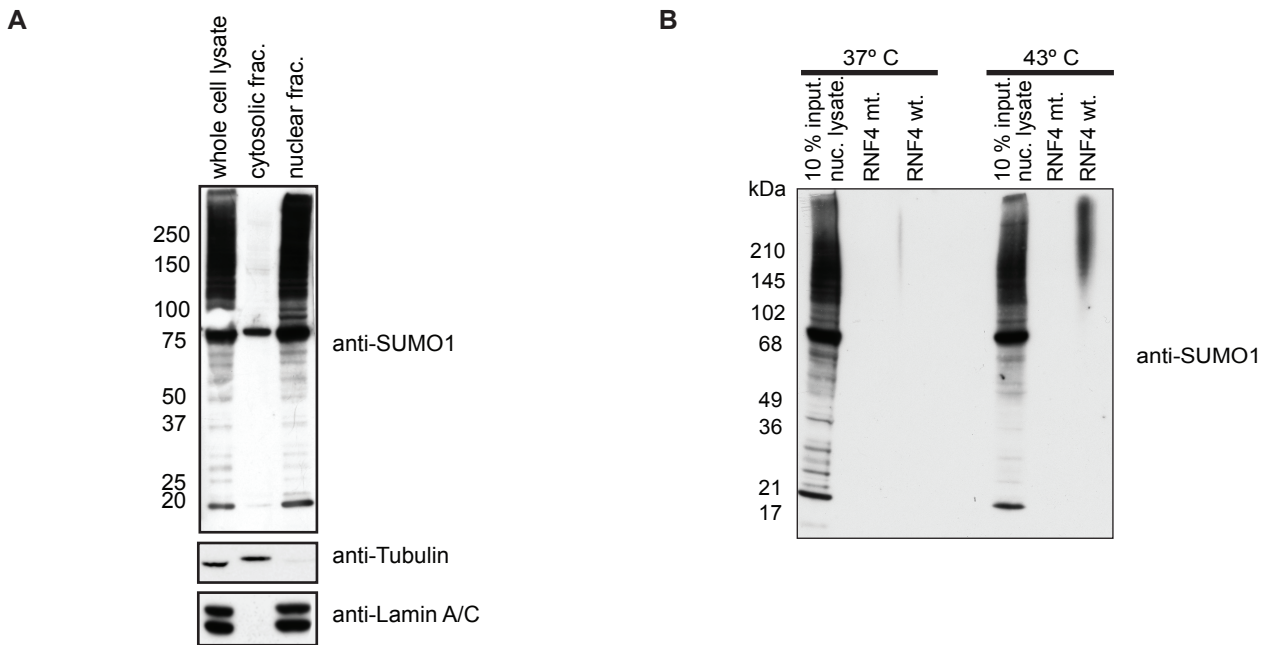 A
whole cell lysate
cytosolic frac.
nuclear frac.
250
150
100
75
50
37
25
20
anti-SUMO1
anti-Tubulin
anti-Lamin A/C
B
37º C
43º C
10 % input.
nuc. lysate.
RNF4 mt.
RNF4 wt.
10 % input.
nuc. lysate
RNF4 mt.
RNF4 wt.
kDa
210
145
102
68
49
36
21
17
anti-SUMO1